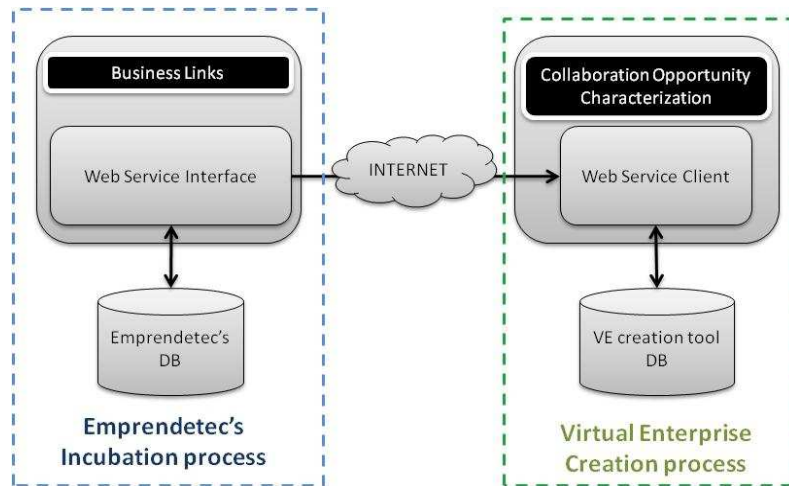 Business Links
Web Service Interface
Emprendetec's
DB
Emprendetec's
Incubation process
INTERNET
Collaboration Opportunity
Characterization
Web Service Client
VE creation tool
DB
Virtual Enterprise
Creation process